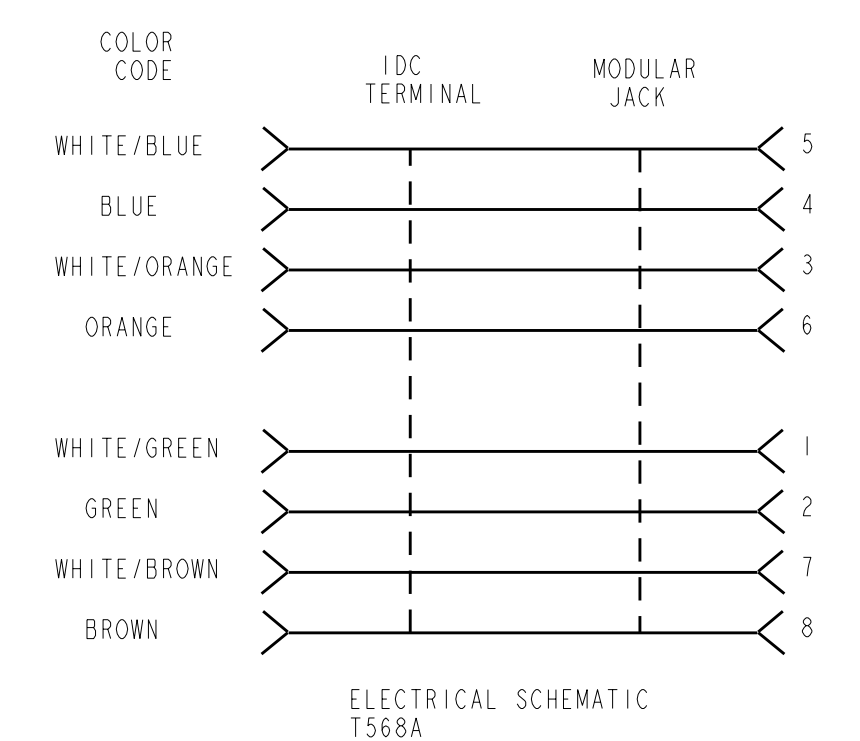 COLOR
CODE
IDC
TERMINAL
MODULAR
JACK
WHITE/BLUE 5
BLUE 4
WHITE/ORANGE 3
ORANGE 6
WHITE/GREEN 1
GREEN 2
WHITE/BROWN 7
BROWN 8
ELECTRICAL SCHEMATIC
T568A